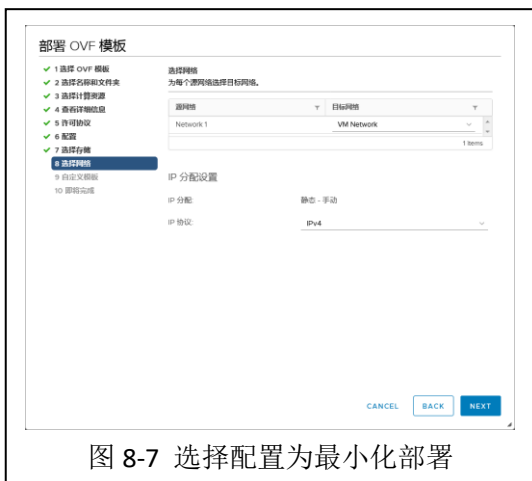 部署 OVF 模板
1 选择 OVF 模板
2 选择名称和文件夹
3 选择计算资源
4 查看详细信息
5 许可协议
6 配置
7 选择存储
8 选择网络
9 自定义模板
10 即将完成
选择网络
为每个源网络选择目标网络。
源网络 目标网络
Network 1 VM Network
1 items
IP 分配设置
IP 分配: 静态 - 手动
IP 协议: IPv4
CANCEL BACK NEXT
图 8-7 选择配置为最小化部署